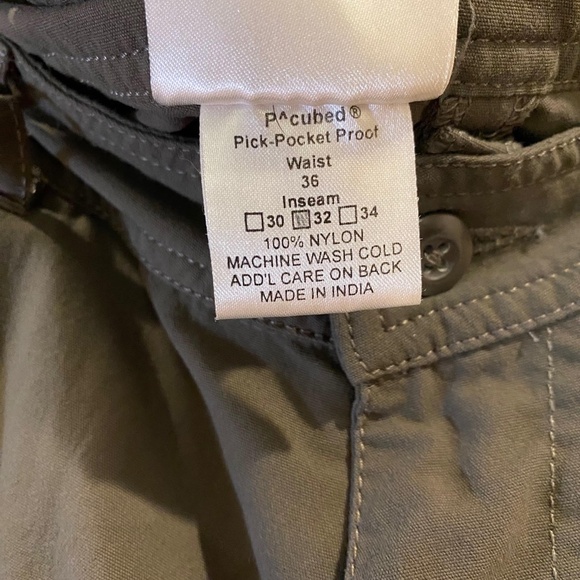 P^cubed®
Pick-Pocket Proof
Waist
36
Inseam
☐30 ☒32 ☐34
100% NYLON
MACHINE WASH COLD
ADD'L CARE ON BACK
MADE IN INDIA